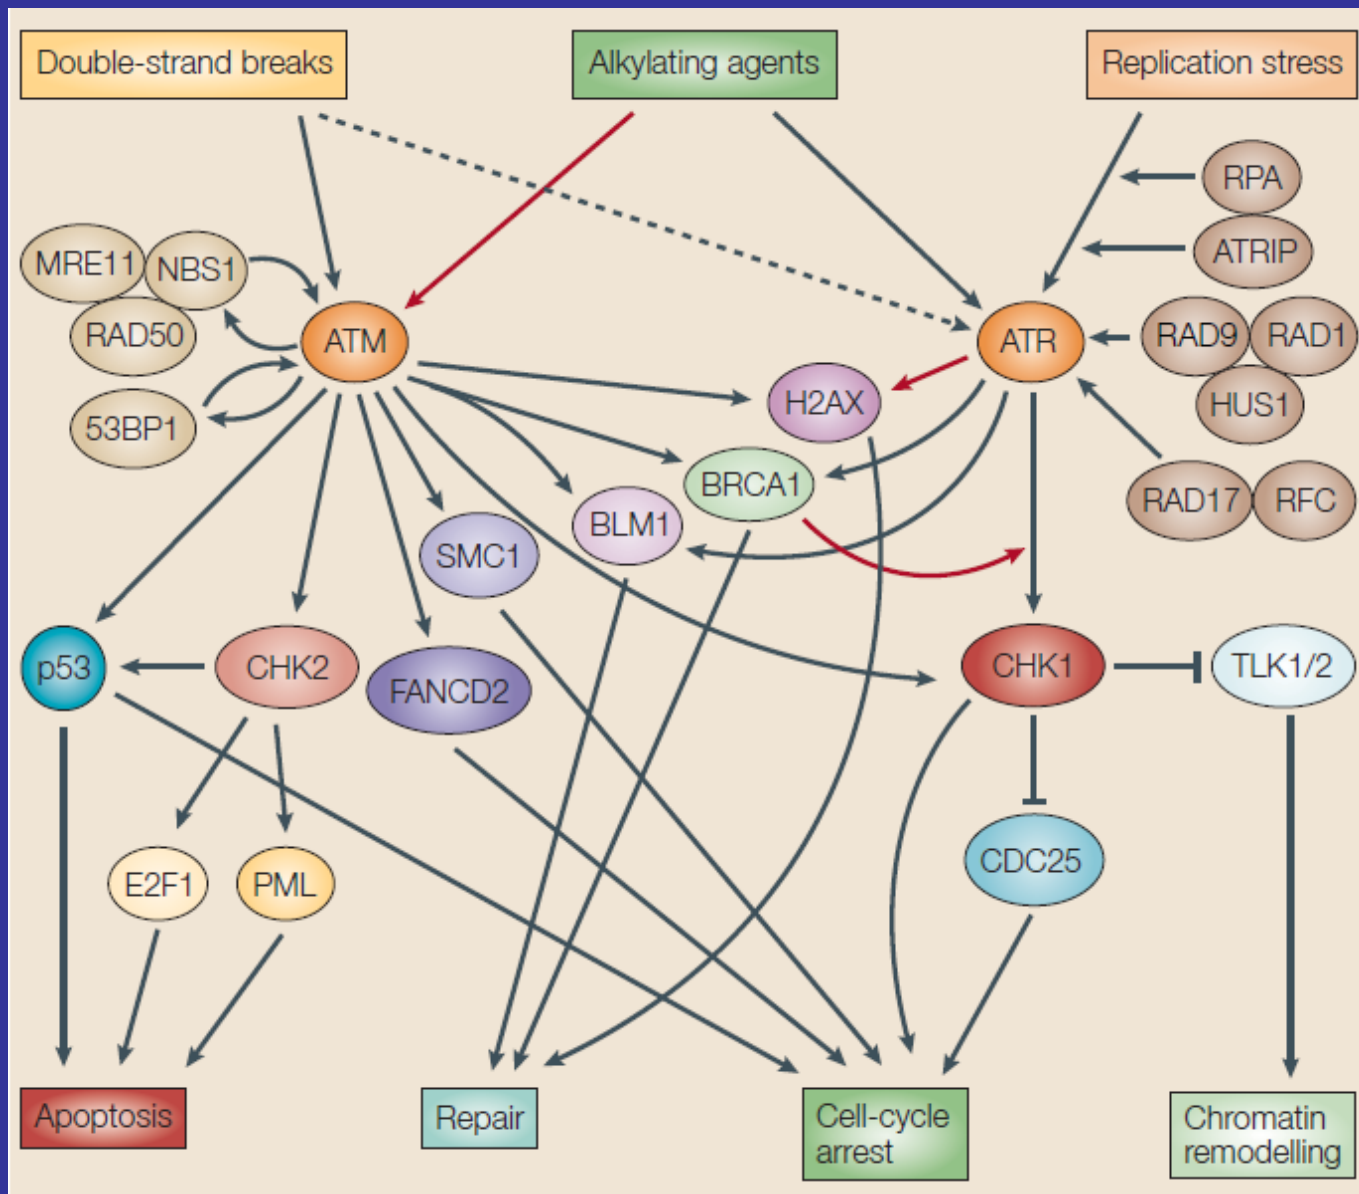 Double-strand breaks
Alkylating agents
Replication stress
RPA
ATRIP
MRE11
NBS1
RAD50
ATM
ATR
RAD9
RAD1
HUS1
53BP1
H2AX
BRCA1
RAD17
RFC
BLM1
SMC1
p53
CHK2
FANCD2
CHK1
TLK1/2
E2F1
PML
CDC25
Apoptosis
Repair
Cell-cycle
arrest
Chromatin
remodelling